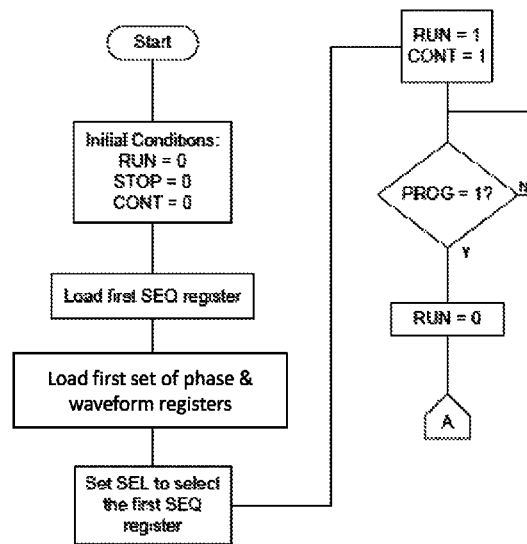 Start
Initial Conditions:
RUN = 0
STOP = 0
CONT = 0
Load first SEQ register
Load first set of phase &
waveform registers
Set SEL to select
the first SEQ
register
RUN = 1
CONT = 1
PROG = 1?
N
Y
RUN = 0
A